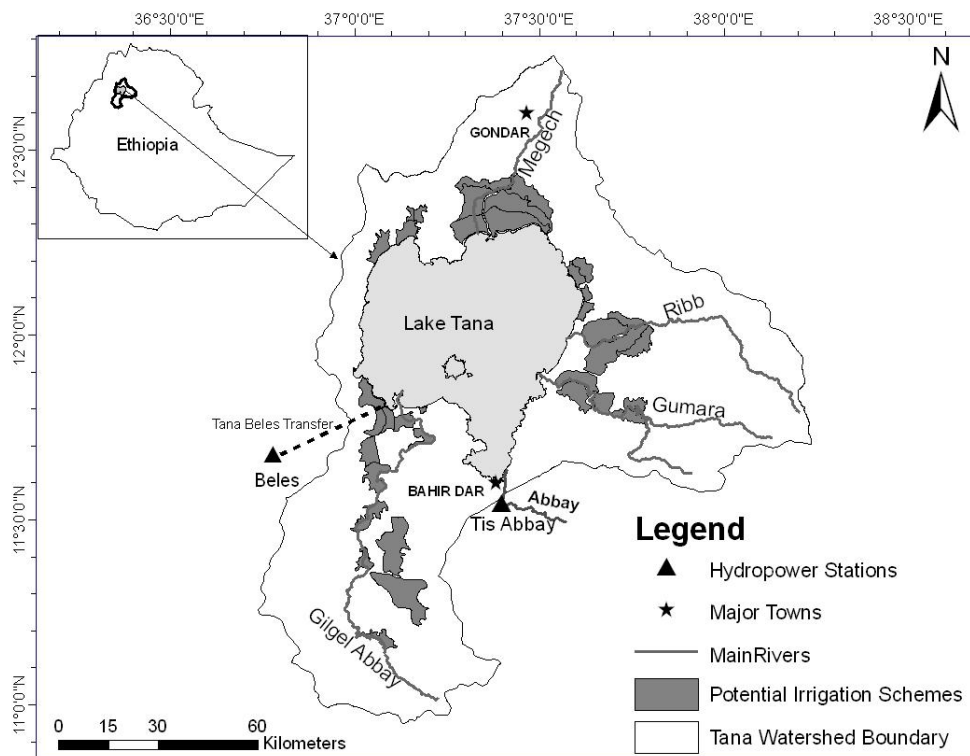 36°30'0"E
37°0'0"E
37°30'0"E
38°0'0"E
38°30'0"E
12°30'0"N
12°0'0"N
11°30'0"N
11°0'0"N
Ethiopia
N
GONDAR
Megech
Lake Tana
Ribb
Gumara
Tana Beles Transfer
Beles
BAHIR DAR
Abbay
Tis Abbay
Gilgel Abbay
Legend
Hydropower Stations
Major Towns
MainRivers
Potential Irrigation Schemes
Tana Watershed Boundary
0 15 30 60
Kilometers